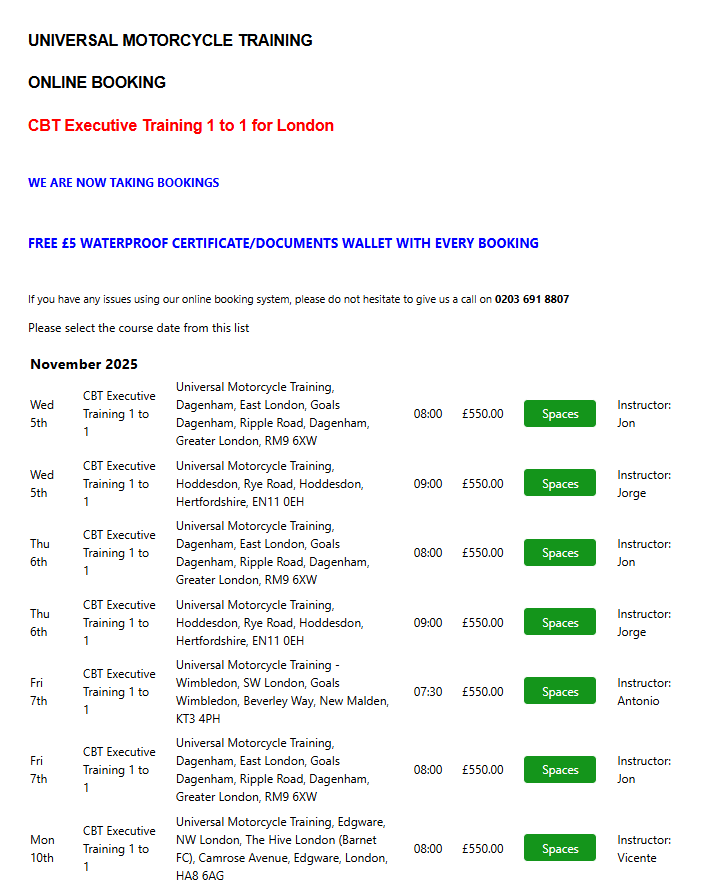 UNIVERSAL MOTORCYCLE TRAINING
ONLINE BOOKING
CBT Executive Training 1 to 1 for London
WE ARE NOW TAKING BOOKINGS
FREE £5 WATERPROOF CERTIFICATE/DOCUMENTS WALLET WITH EVERY BOOKING
If you have any issues using our online booking system, please do not hesitate to give us a call on 0203 691 8807
Please select the course date from this list
November 2025
Wed
5th
CBT Executive
Training 1 to
1
Universal Motorcycle Training,
Dagenham, East London, Goals
Dagenham, Ripple Road, Dagenham,
Greater London, RM9 6XW
08:00
£550.00
Spaces
Instructor:
Jon
Wed
5th
CBT Executive
Training 1 to
1
Universal Motorcycle Training,
Hoddesdon, Rye Road, Hoddesdon,
Hertfordshire, EN11 0EH
09:00
£550.00
Spaces
Instructor:
Jorge
Thu
6th
CBT Executive
Training 1 to
1
Universal Motorcycle Training,
Dagenham, East London, Goals
Dagenham, Ripple Road, Dagenham,
Greater London, RM9 6XW
08:00
£550.00
Spaces
Instructor:
Jon
Thu
6th
CBT Executive
Training 1 to
1
Universal Motorcycle Training,
Hoddesdon, Rye Road, Hoddesdon,
Hertfordshire, EN11 0EH
09:00
£550.00
Spaces
Instructor:
Jorge
Fri
7th
CBT Executive
Training 1 to
1
Universal Motorcycle Training -
Wimbledon, SW London, Goals
Wimbledon, Beverley Way, New Malden,
KT3 4PH
07:30
£550.00
Spaces
Instructor:
Antonio
Fri
7th
CBT Executive
Training 1 to
1
Universal Motorcycle Training,
Dagenham, East London, Goals
Dagenham, Ripple Road, Dagenham,
Greater London, RM9 6XW
08:00
£550.00
Spaces
Instructor:
Jon
Mon
10th
CBT Executive
Training 1 to
1
Universal Motorcycle Training, Edgware,
NW London, The Hive London (Barnet
FC), Camrose Avenue, Edgware, London,
HA8 6AG
08:00
£550.00
Spaces
Instructor:
Vicente